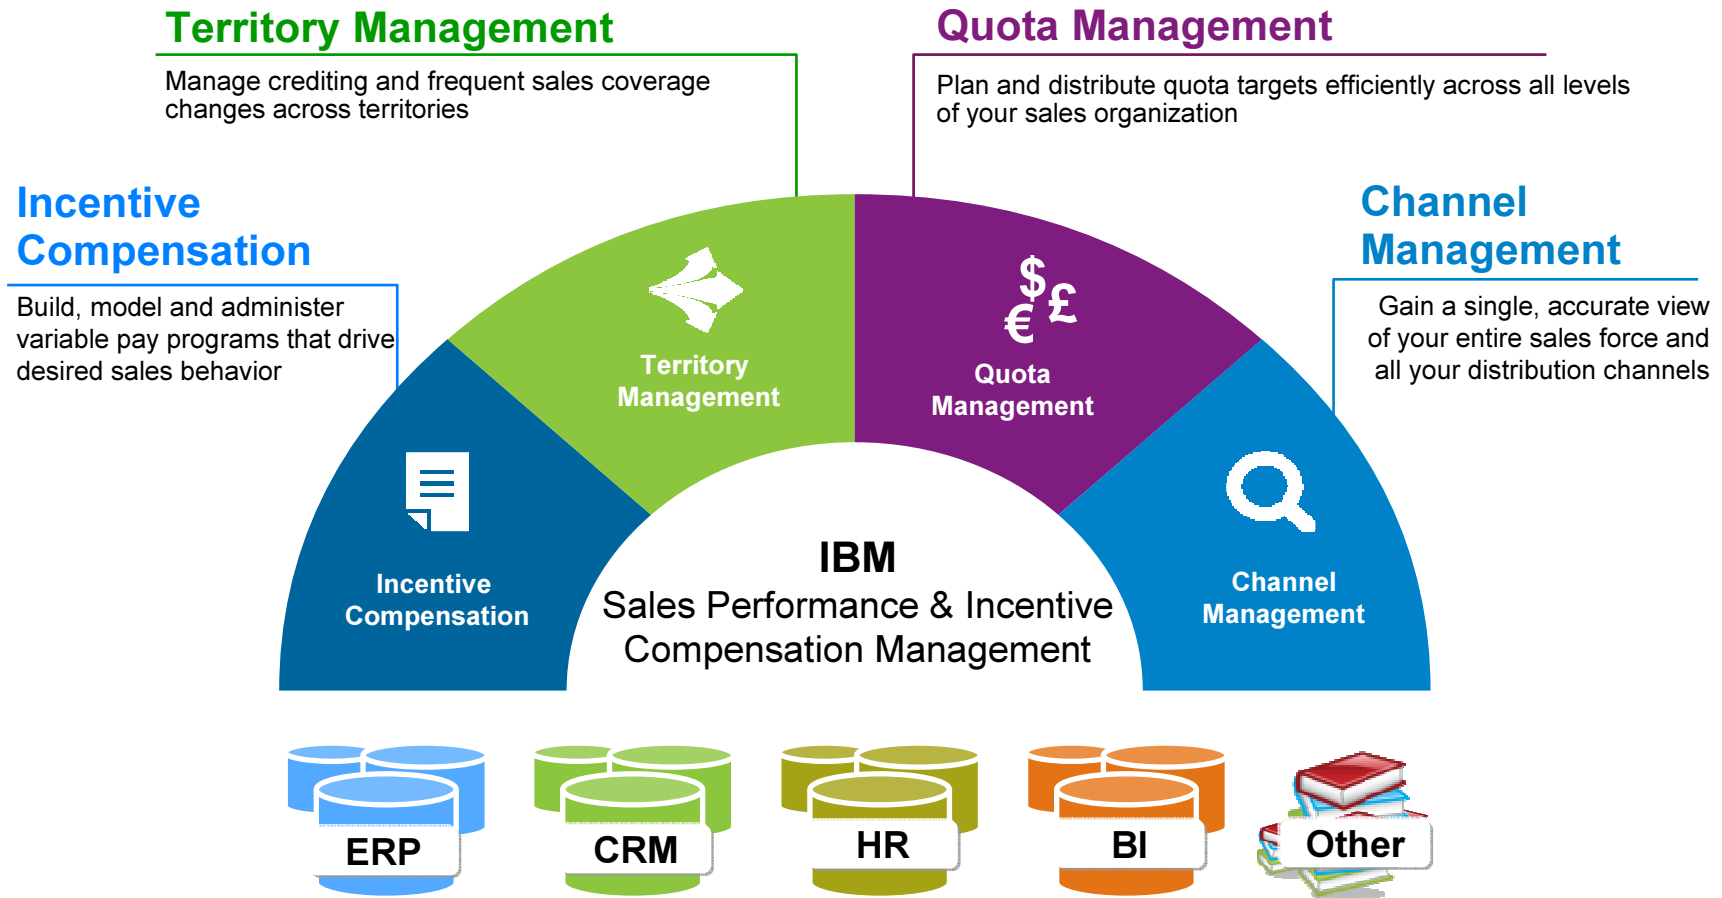 Territory Management
Manage crediting and frequent sales coverage
changes across territories
Quota Management
Plan and distribute quota targets efficiently across all levels
of your sales organization
Incentive
Compensation
Build, model and administer
variable pay programs that drive
desired sales behavior
Channel
Management
Gain a single, accurate view
of your entire sales force and
all your distribution channels
Territory
Management
$
£
€
Quota
Management
Incentive
Compensation
Channel
Management
IBM
Sales Performance & Incentive
Compensation Management
ERP
CRM
HR
BI
Other